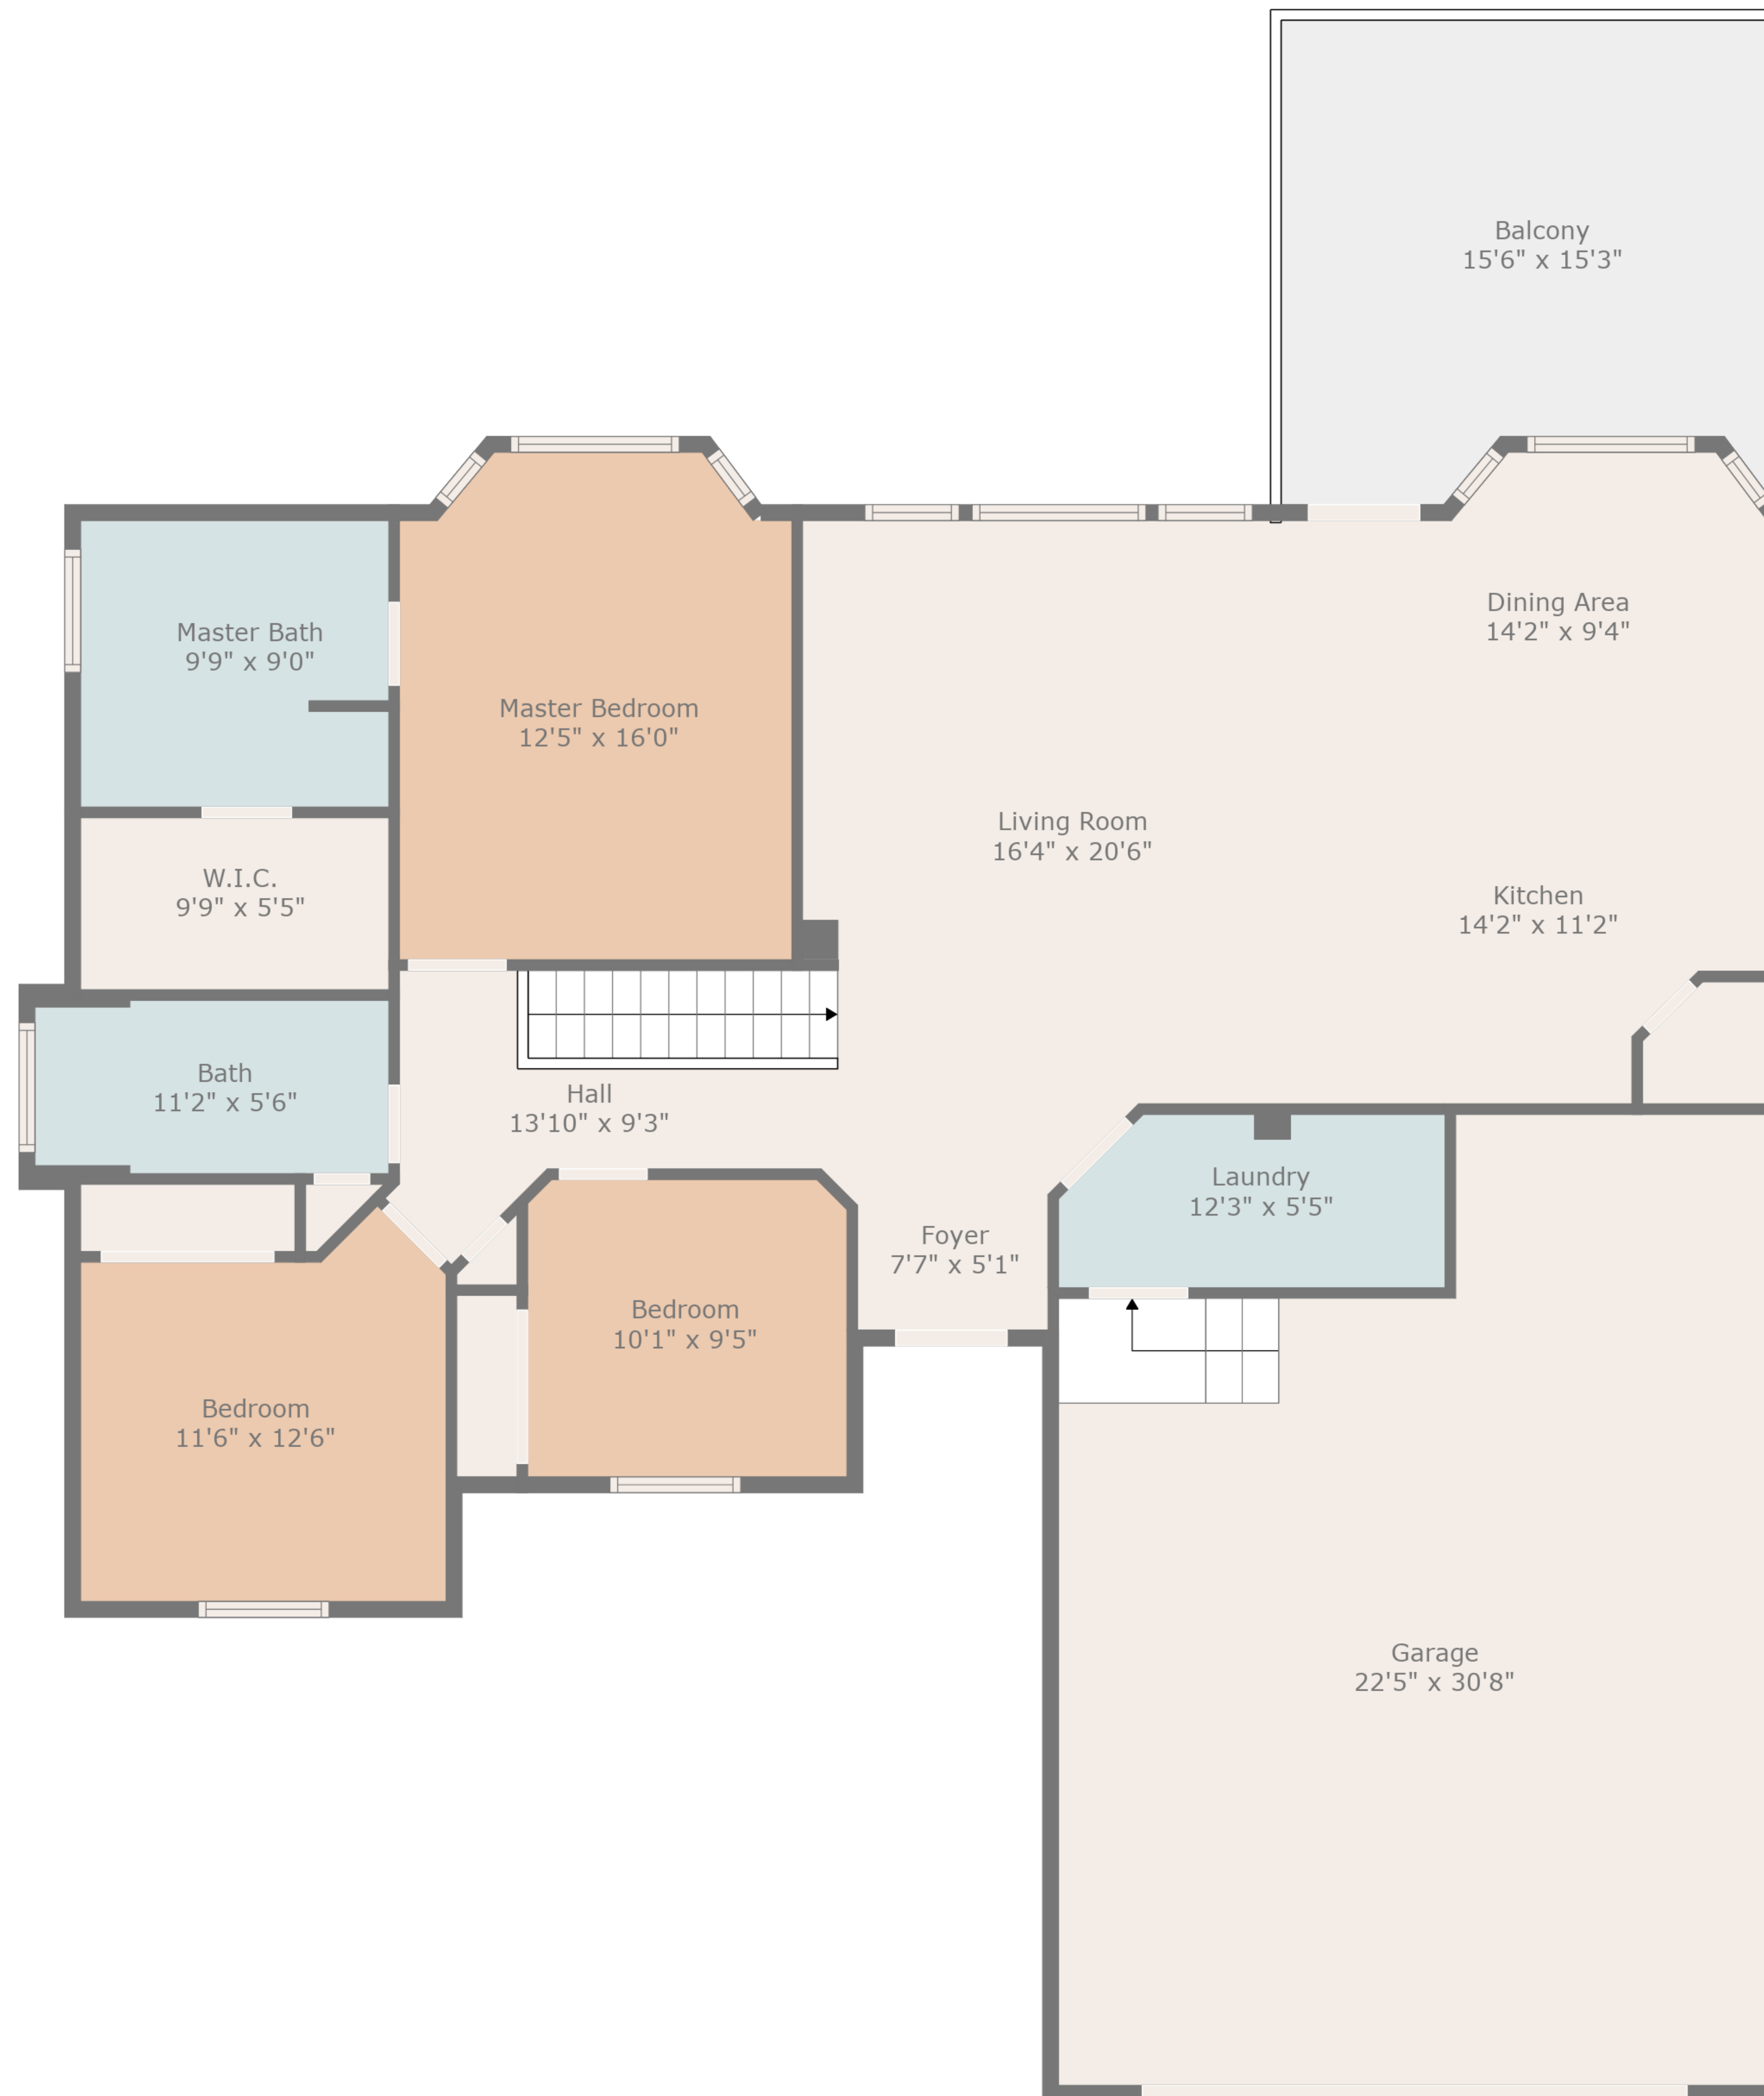 Balcony
15'6" x 15'3"
Dining Area
14'2" x 9'4"
Master Bath
9'9" x 9'0"
Master Bedroom
12'5" x 16'0"
Living Room
16'4" x 20'6"
W.I.C.
9'9" x 5'5"
Kitchen
14'2" x 11'2"
Bath
11'2" x 5'6"
Hall
13'10" x 9'3"
Laundry
12'3" x 5'5"
Foyer
7'7" x 5'1"
Bedroom
10'1" x 9'5"
Bedroom
11'6" x 12'6"
Garage
22'5" x 30'8"